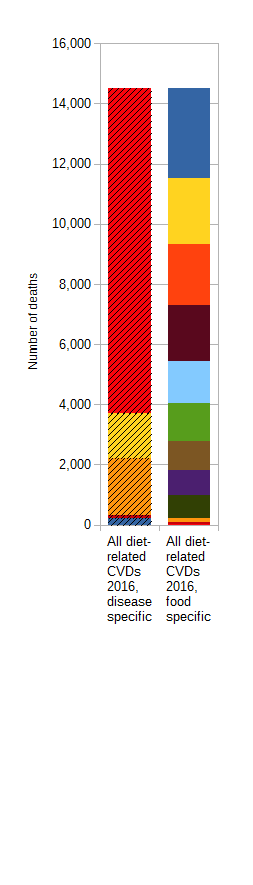 16,000
14,000
12,000
10,000
8,000
6,000
4,000
2,000
0
Number of deaths
All diet-
related
CVDs
2016,
disease
specific
All diet-
related
CVDs
2016,
food
specific